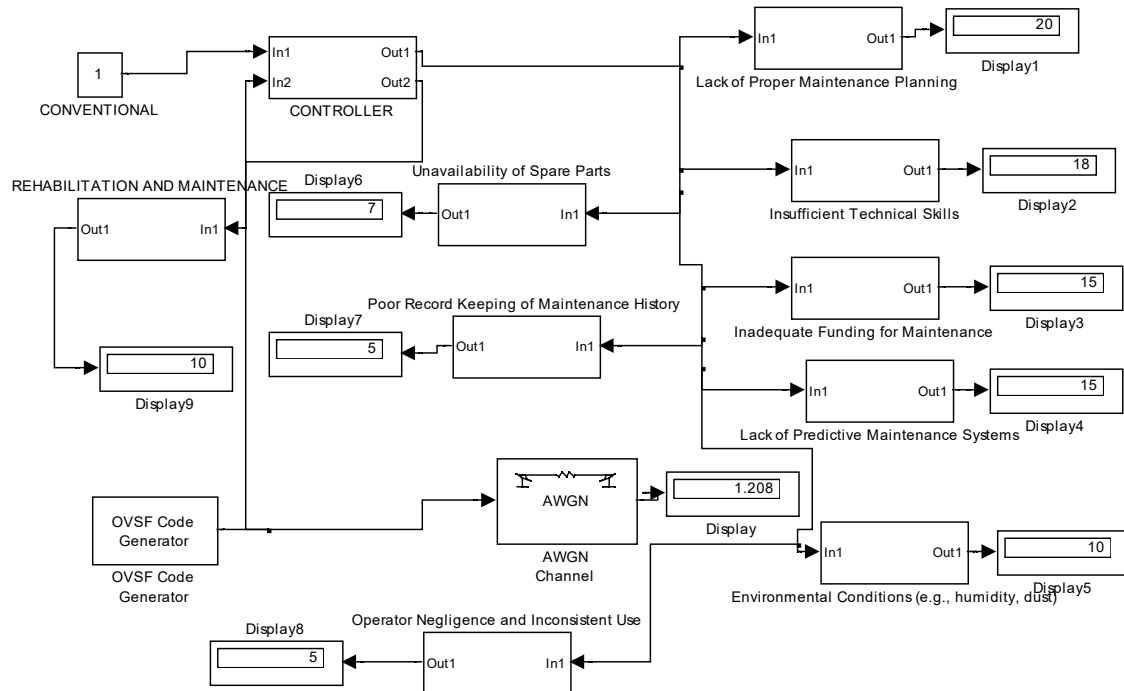 1
CONVENTIONAL
In1
In2
Out1
Out2
CONTROLLER
In1
Out1
Lack of Proper Maintenance Planning
20
Display1
In1
Out1
Insufficient Technical Skills
18
Display2
Unavailability of Spare Parts
Out1
In1
Display6
7
REHABILITATION AND MAINTENANCE
Out1
In1
10
Display9
In1
Out1
Inadequate Funding for Maintenance
15
Display3
Poor Record Keeping of Maintenance History
Out1
In1
Display7
5
In1
Out1
Lack of Predictive Maintenance Systems
15
Display4
OVSF Code
Generator
OVSF Code
Generator
AWGN
AWGN
Channel
1.208
Display
In1
Out1
Environmental Conditions (e.g., humidity, dust)
10
Display5
Operator Negligence and Inconsistent Use
Out1
In1
Display8
5